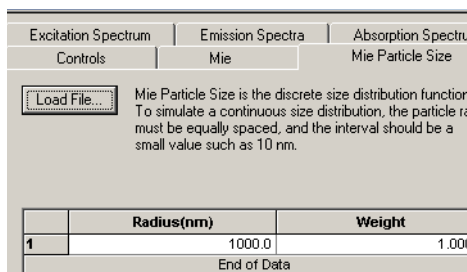 Excitation Spectrum Emission Spectra Absorption Spectru
Controls Mie Mie Particle Size
Load File...
Mie Particle Size is the discrete size distribution function
To simulate a continuous size distribution, the particle ra
must be equally spaced, and the interval should be a
small value such as 10 nm.
Radius(nm) Weight
1 1000.0 1.000
End of Data